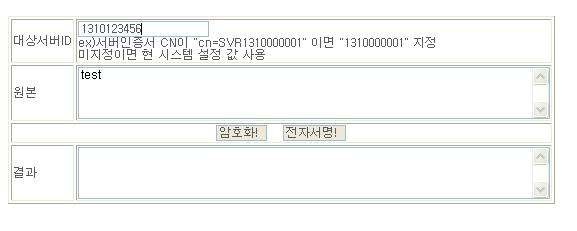 대상서버ID
1310123456
ex)서버인증서 CN이 "cn=SVR1310000001" 이면 "1310000001" 지정
미지정이면 현 시스템 설정 값 사용
원본
test
암호화! 전자서명!
결과